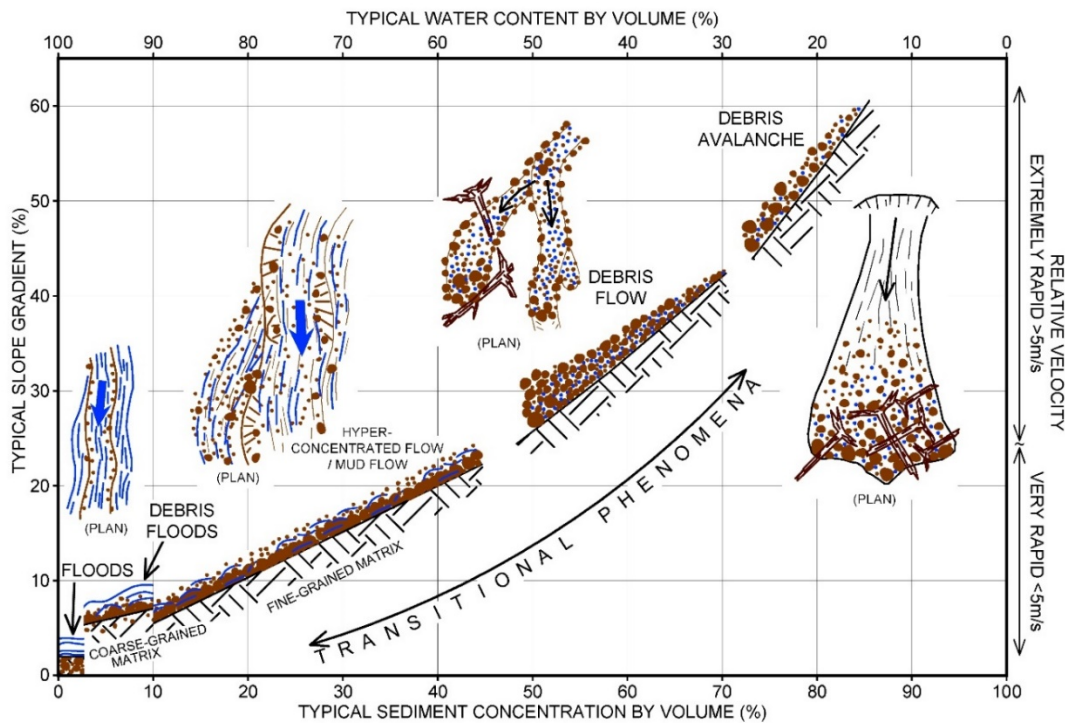 TYPICAL WATER CONTENT BY VOLUME (%)
100 90 80 70 60 50 40 30 20 10 0
TYPICAL SLOPE GRADIENT (%)
60
50
40
30
20
10
0
DEBRIS
AVALANCHE
DEBRIS
FLOW
(PLAN)
HYPER-
CONCENTRATED FLOW
/ MUD FLOW
(PLAN)
(PLAN)
(PLAN)
DEBRIS
FLOODS
FLOODS
COARSE-GRAINED
MATRIX
FINE-GRAINED MATRIX
TRANSITIONAL PHENOMENA
EXTREMELY RAPID >5m/s
RELATIVE VELOCITY
VERY RAPID <5m/s
0 10 20 30 40 50 60 70 80 90 100
TYPICAL SEDIMENT CONCENTRATION BY VOLUME (%)